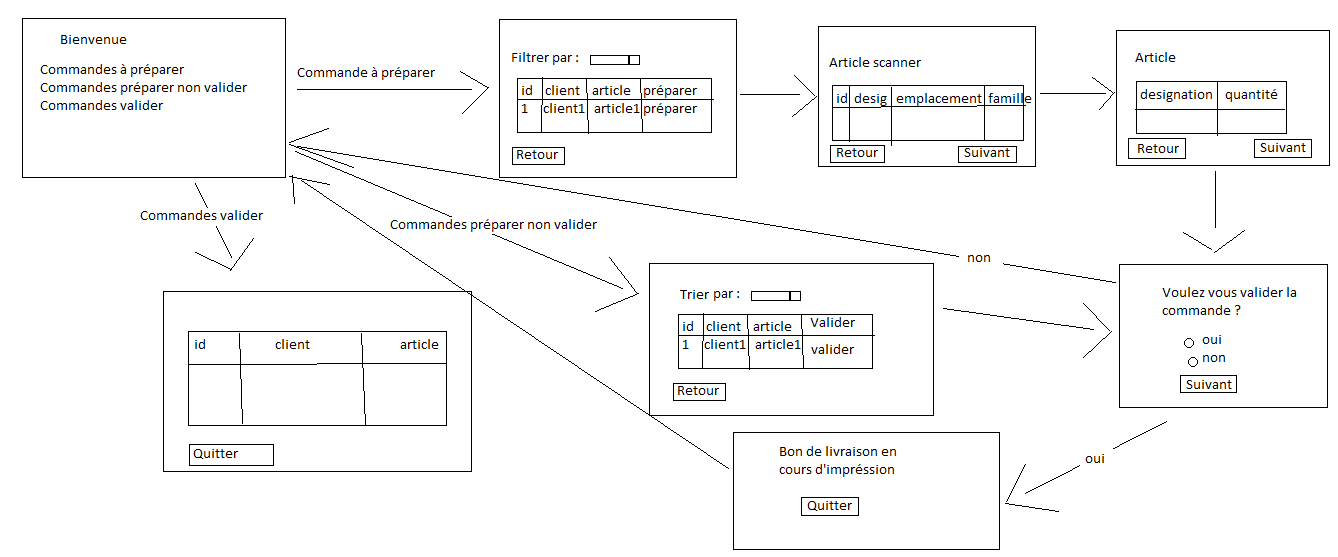 Bienvenue
Commandes à préparer
Commandes préparer non valider
Commandes valider
Commande à préparer
Filtrer par :
id client article préparer
1 client1 article1 préparer
Retour
Article scanner
id desig emplacement famille
Retour Suivant
Article
designation quantité
Retour Suivant
Commandes valider
Commandes préparer non valider
non
id client article
Quitter
Trier par :
id client article Valider
1 client1 article1 valider
Retour
Voulez vous valider la
commande ?
oui
non
Suivant
oui
Bon de livraison en
cours d'impréssion
Quitter